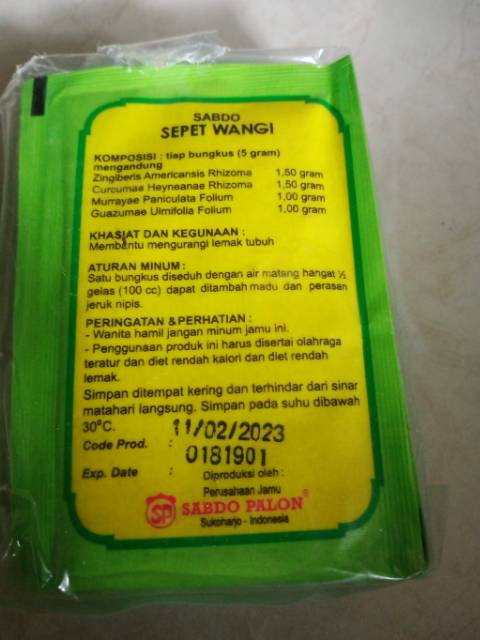 SABDO
SEPET WANGI
KOMPOSISI : tiap bungkus (5 gram)
mengandung
Zingiberis Americansis Rhizoma 1,50 gram
Curcumae Heyneanae Rhizoma 1,50 gram
Murrayae Paniculata Folium 1,00 gram
Guazumae Ulmifolia Folium 1,00 gram
KHASIAT DAN KEGUNAAN :
Membantu mengurangi lemak tubuh
ATURAN MINUM :
Satu bungkus diseduh dengan air matang hangat ½
gelas (100 cc) dapat ditambah madu dan perasan
jeruk nipis.
PERINGATAN &PERHATIAN :
- Wanita hamil jangan minum jamu ini.
- Penggunaan produk ini harus disertai olahraga
teratur dan diet rendah kalori dan diet rendah
lemak.
Simpan ditempat kering dan terhindar dari sinar
matahari langsung. Simpan pada suhu dibawah
30°C.
11/02/2023
Code Prod. :
0181901
Exp. Date :
Diproduksi oleh :
Perusahaan Jamu
SP SABDO PALON®
Sukoharjo - Indonesia